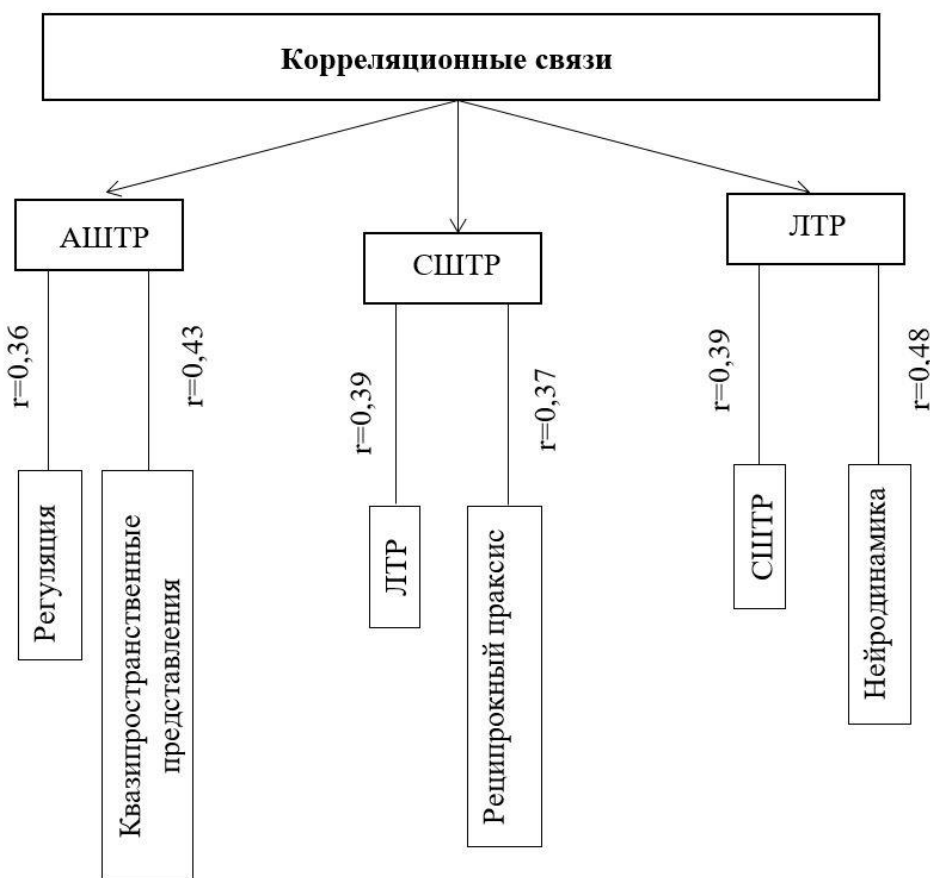 Корреляционные связи
АШТР
СШТР
ЛТР
r=0,36
r=0,43
r=0,39
r=0,37
r=0,39
r=0,48
Регуляция
Квазипространственные
представления
ЛТР
Реципрокный праксис
СШТР
Нейродинамика